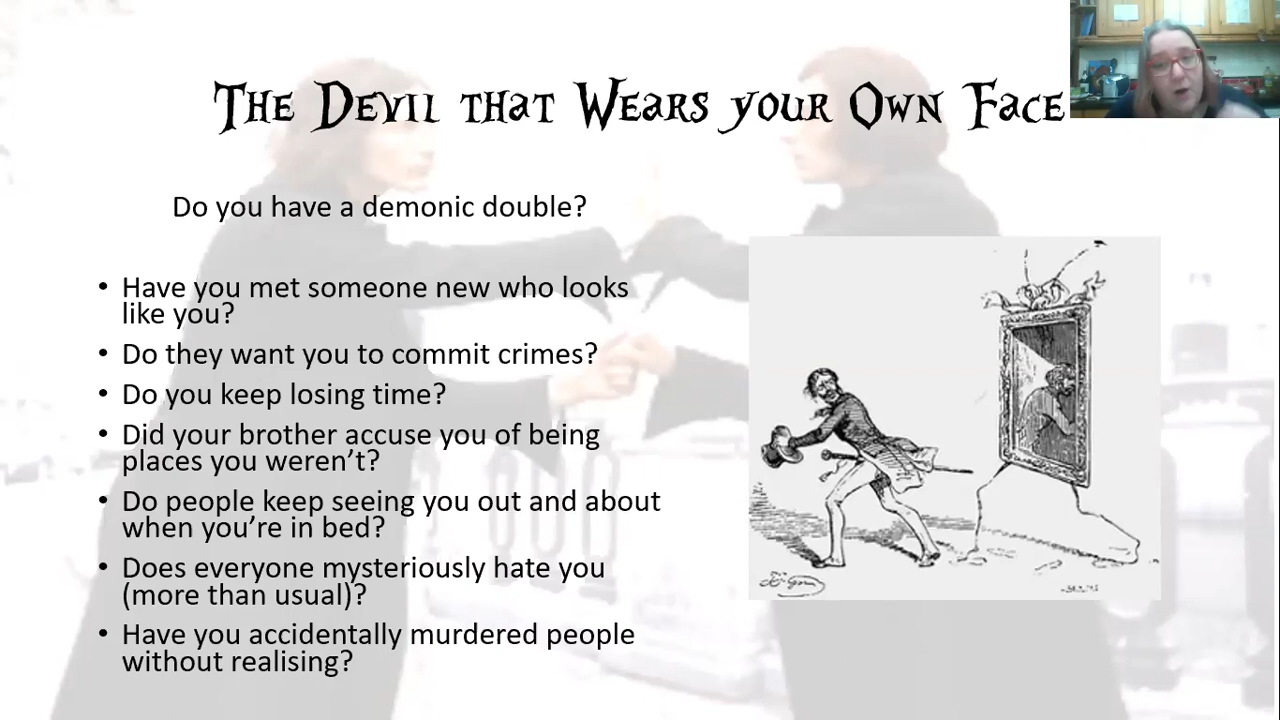 The Devil that Wears your Own Face
Do you have a demonic double?
• Have you met someone new who looks
like you?
• Do they want you to commit crimes?
• Do you keep losing time?
• Did your brother accuse you of being
places you weren't?
• Do people keep seeing you out and about
when you're in bed?
• Does everyone mysteriously hate you
(more than usual)?
• Have you accidentally murdered people
without realising?